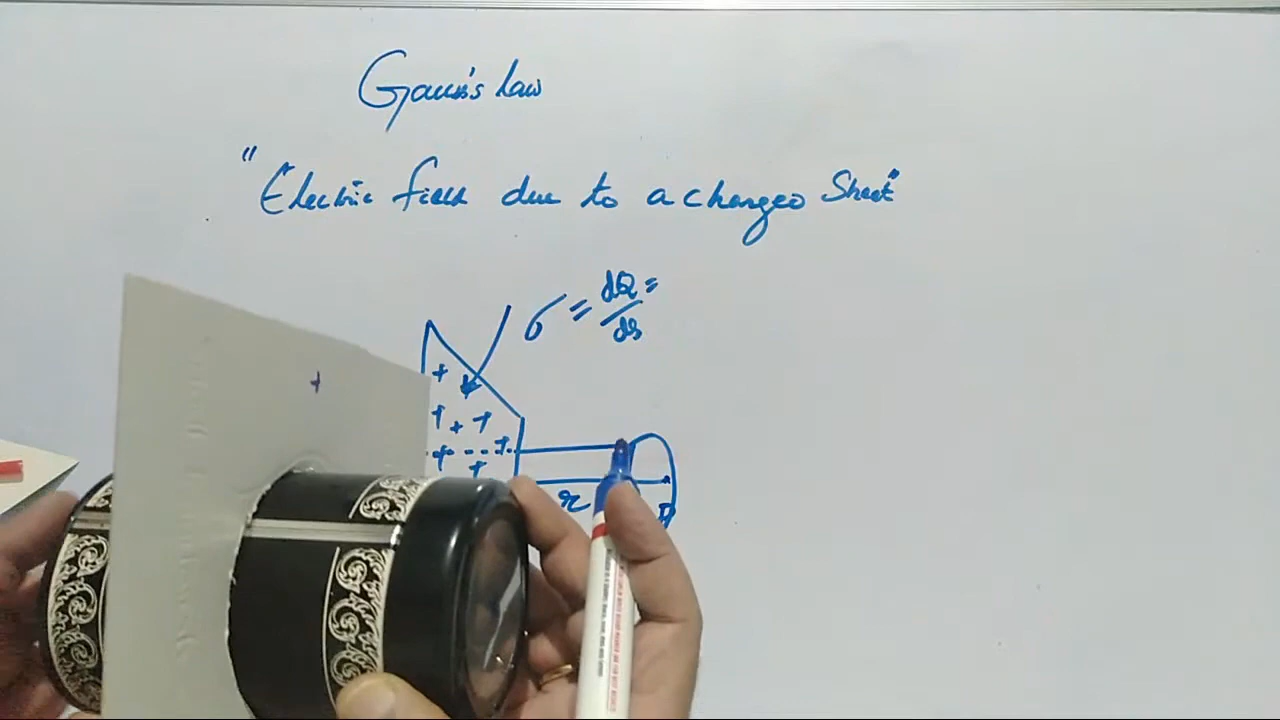 Gauss's law
"Electric field due to a charged Sheet"
σ = dQ =
ds
+
+
+ + +
+ +
+
r
P